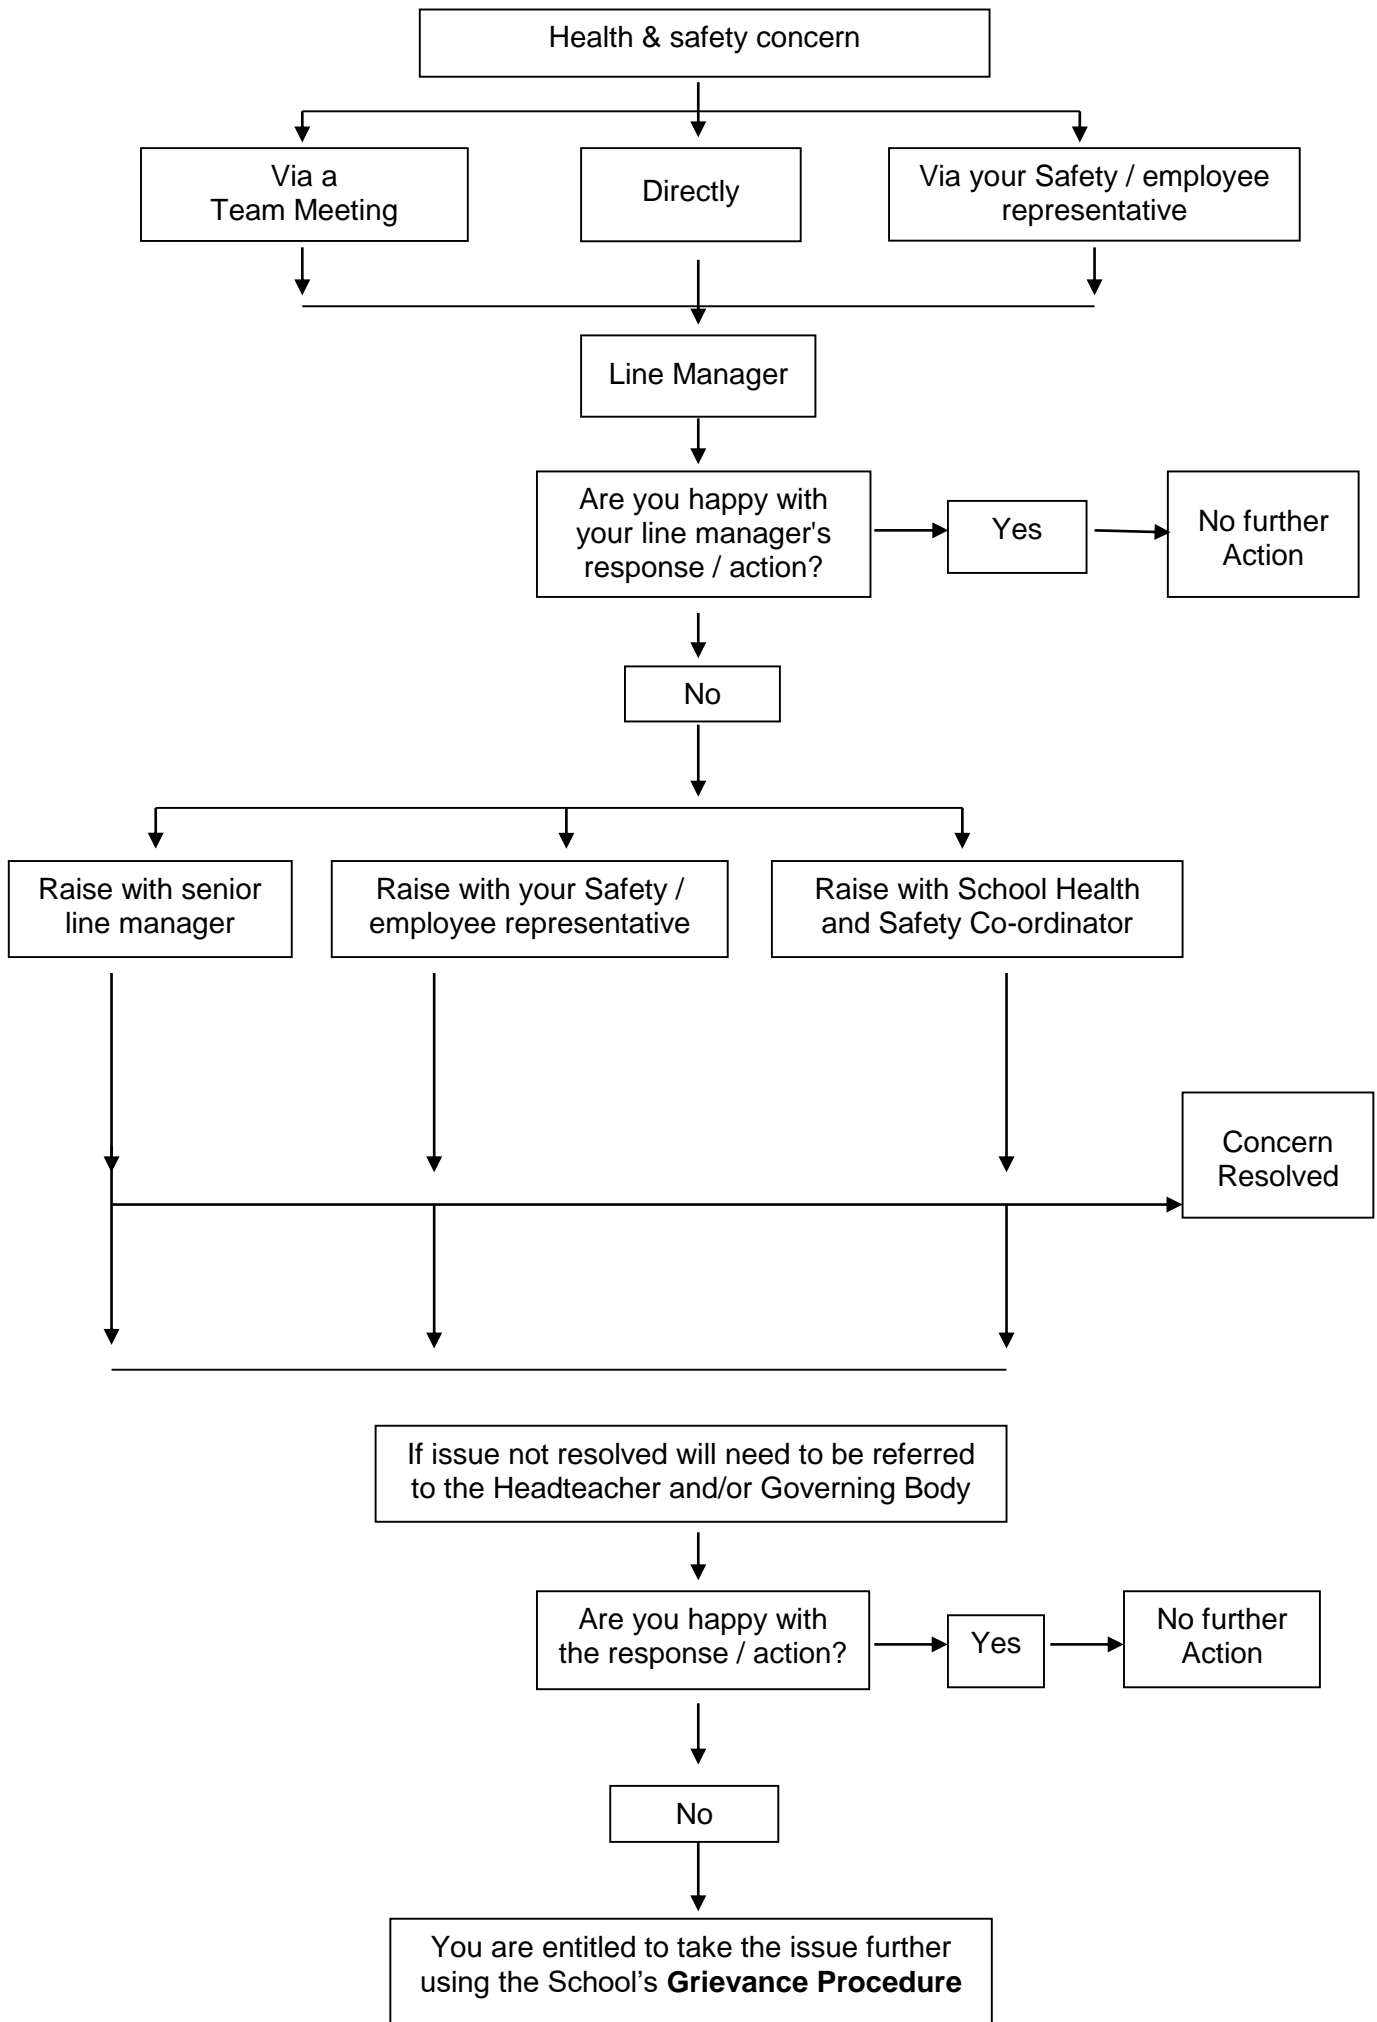 Health & safety concern
Via a
Team Meeting
Directly
Via your Safety / employee
representative
Line Manager
Are you happy with
your line manager's
response / action?
Yes
No further
Action
No
Raise with senior
line manager
Raise with your Safety /
employee representative
Raise with School Health
and Safety Co-ordinator
Concern
Resolved
If issue not resolved will need to be referred
to the Headteacher and/or Governing Body
Are you happy with
the response / action?
Yes
No further
Action
No
You are entitled to take the issue further
using the School’s Grievance Procedure